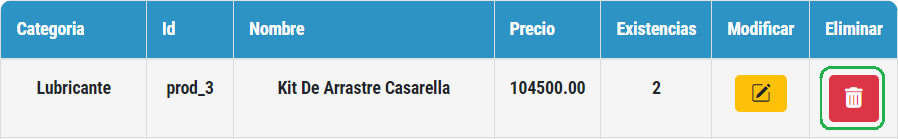 Categoria Id Nombre Precio Existencias Modificar Eliminar
Lubricante prod_3 Kit De Arrastre Casarella 104500.00 2